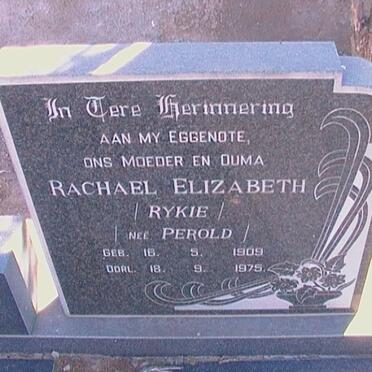 In Tere Herinnering
AAN MY EGGENOTE,
ONS MOEDER EN OUMA
RACHAEL ELIZABETH
/ RYKIE /
/ NEE PEROLD /
GEB. 16. 5. 1909
OORL. 18. 9. 1975.